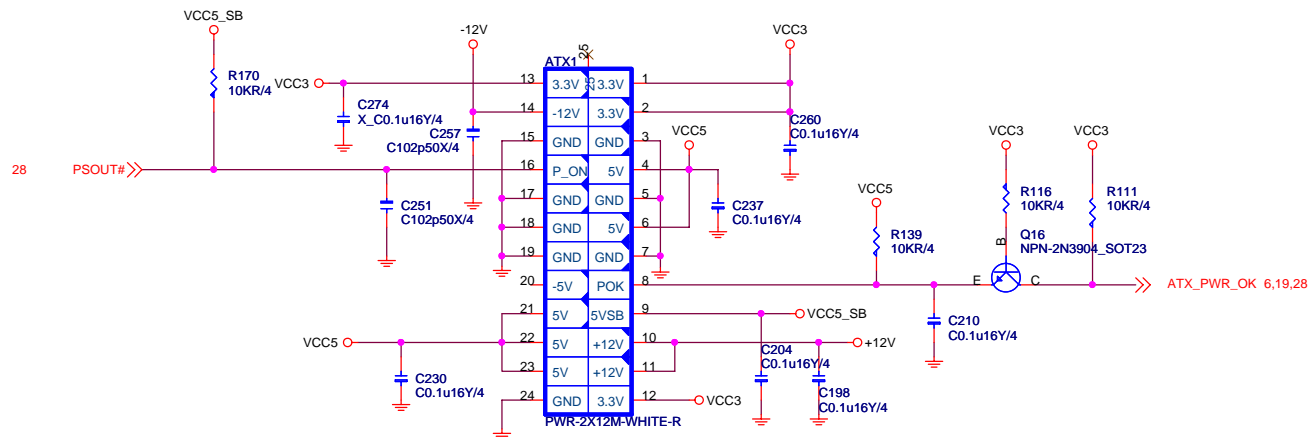 VCC5_SB
R170
10KR/4
28
PSOUT#
VCC3
C274
X_C0.1u16Y/4
-12V
C257
C102p50X/4
C251
C102p50X/4
VCC5
C230
C0.1u16Y/4
ATX1
25
25
13
3.3V
3.3V
1
14
-12V
3.3V
2
15
GND
GND
3
16
P_ON
5V
4
17
GND
GND
5
18
GND
5V
6
19
GND
GND
7
20
-5V
POK
8
21
5V
5VSB
9
22
5V
+12V
10
23
5V
+12V
11
24
GND
3.3V
12
PWR-2X12M-WHITE-R
VCC3
C260
C0.1u16Y/4
VCC5
C237
C0.1u16Y/4
VCC5_SB
C204
C0.1u16Y/4
+12V
C198
C0.1u16Y/4
VCC3
VCC5
R139
10KR/4
C210
C0.1u16Y/4
VCC3
R116
10KR/4
VCC3
R111
10KR/4
Q16
NPN-2N3904_SOT23
B
E
C
ATX_PWR_OK 6,19,28